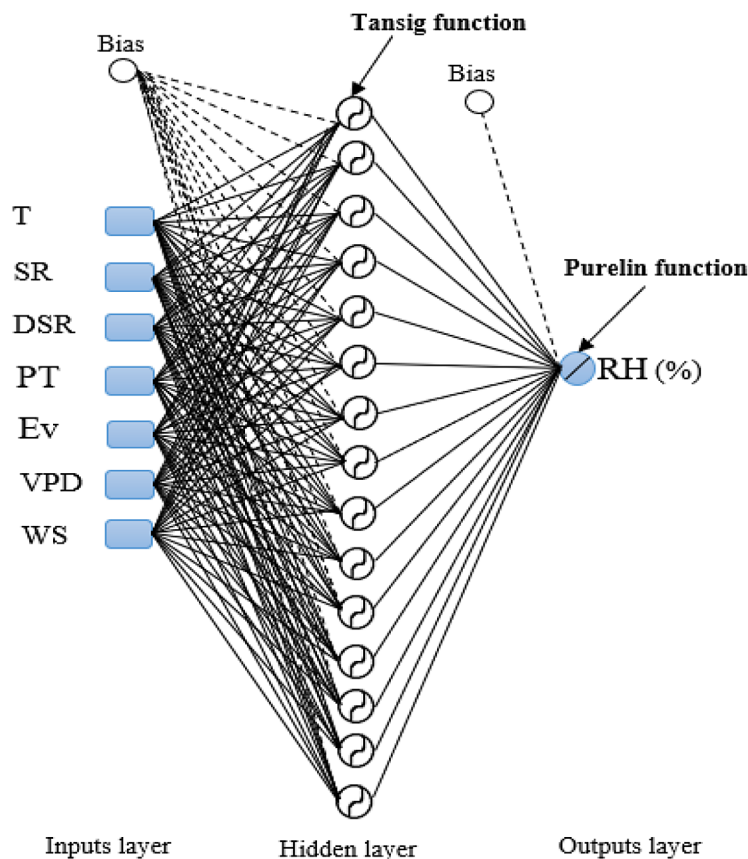 Tansig function
Bias
Bias
T
SR
DSR
PT
Ev
VPD
WS
Purelin function
RH (%)
Inputs layer
Hidden layer
Outputs layer